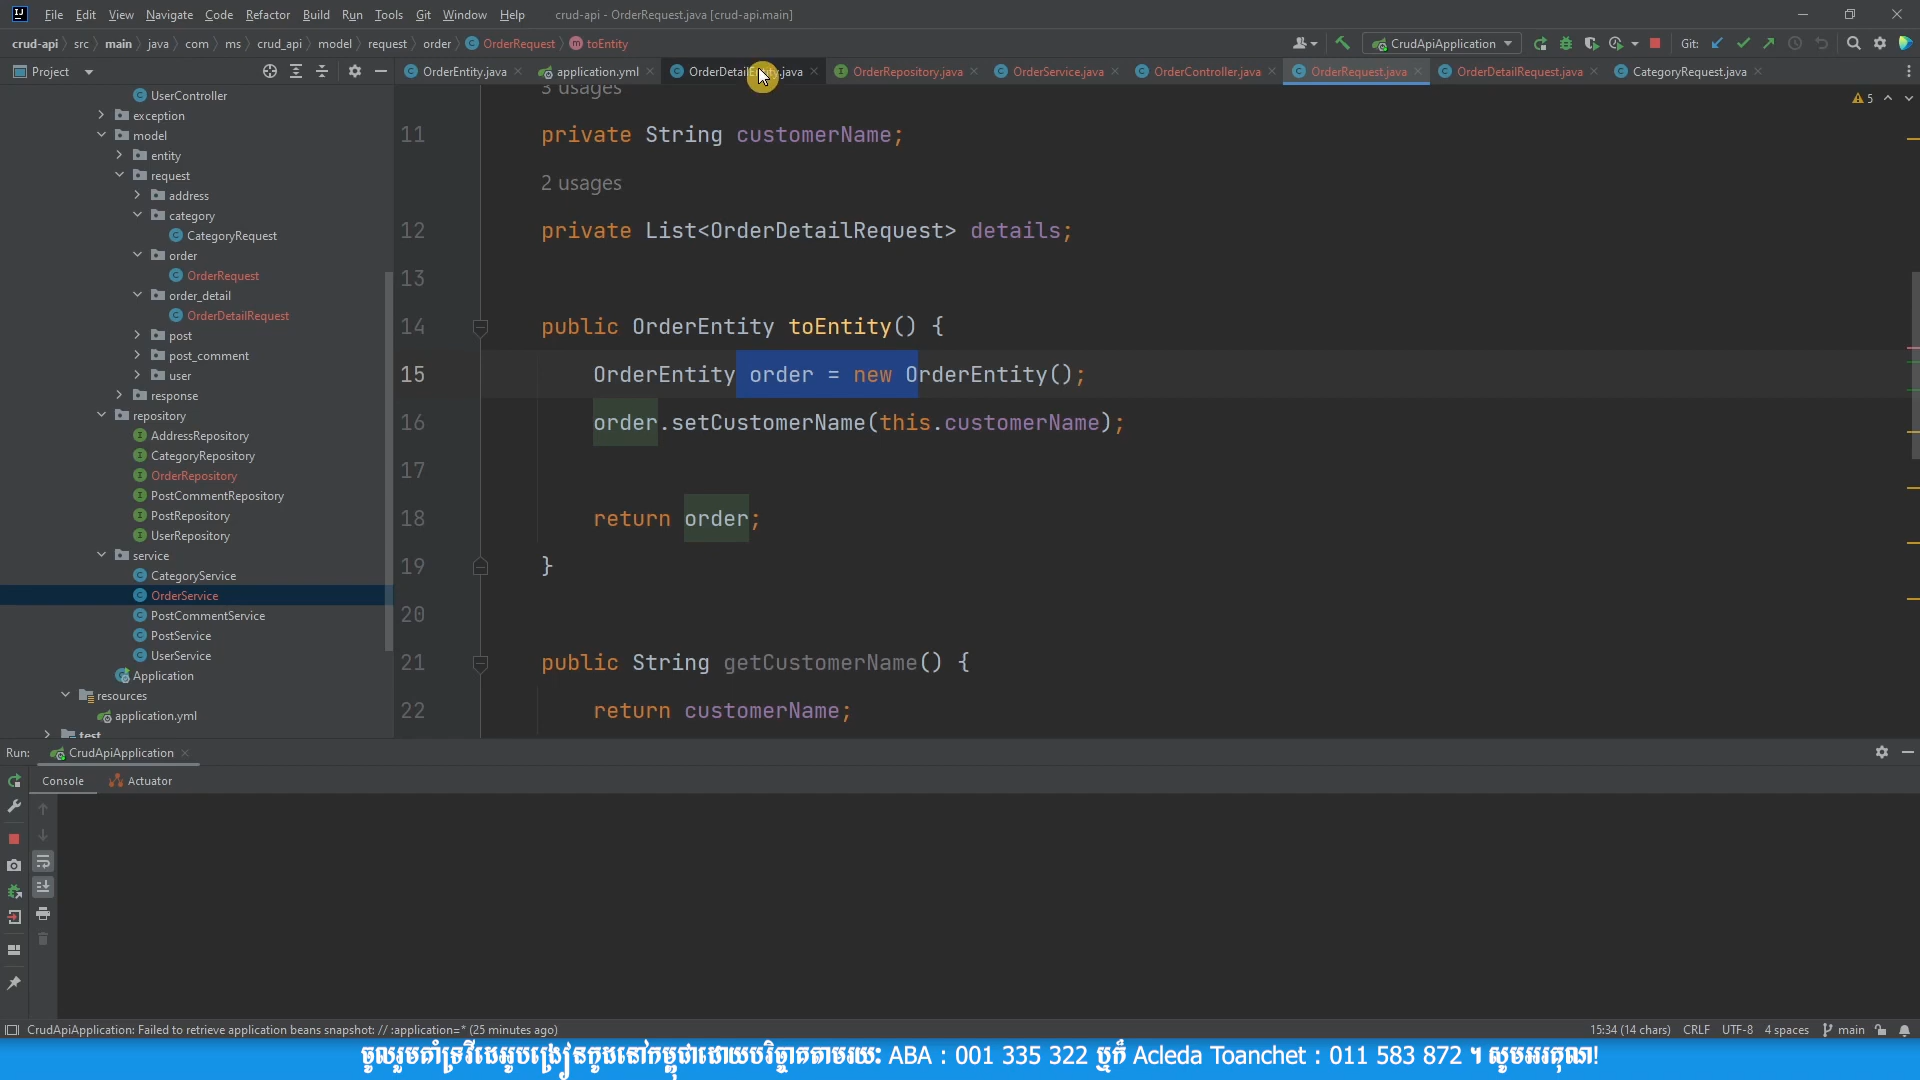 File Edit View Navigate Code Refactor Build Run Tools Git Window Help crud-api - OrderRequest.java [crud-api.main]
crud-api src main java com ms crud_api model request order OrderRequest toEntity CrudApiApplication Git:
Project OrderEntity.java application.yml OrderDetailEntity.java OrderRepository.java OrderService.java OrderController.java OrderRequest.java OrderDetailRequest.java CategoryRequest.java
UserController
exception
model
entity
request
address
category
CategoryRequest
order
OrderRequest
order_detail
OrderDetailRequest
post
post_comment
user
response
repository
AddressRepository
CategoryRepository
OrderRepository
PostCommentRepository
PostRepository
UserRepository
service
CategoryService
OrderService
PostCommentService
PostService
UserService
Application
resources
application.yml
test
5
3 usages
11 private String customerName;
2 usages
12 private List<OrderDetailRequest> details;
13
14 public OrderEntity toEntity() {
15 OrderEntity order = new OrderEntity();
16 order.setCustomerName(this.customerName);
17
18 return order;
19 }
20
21 public String getCustomerName() {
22 return customerName;
Run: CrudApiApplication
Console Actuator
CrudApiApplication: Failed to retrieve application beans snapshot: // :application=* (25 minutes ago) 15:34 (14 chars) CRLF UTF-8 4 spaces main
ចូលរួមគាំទ្រវីដេអូបង្រៀនកូដនៅកម្ពុជាដោយបរិច្ចាគតាមរយៈ ABA : 001 335 322 ឬក៏ Acleda Toanchet : 011 583 872 ។ សូមអរគុណ!